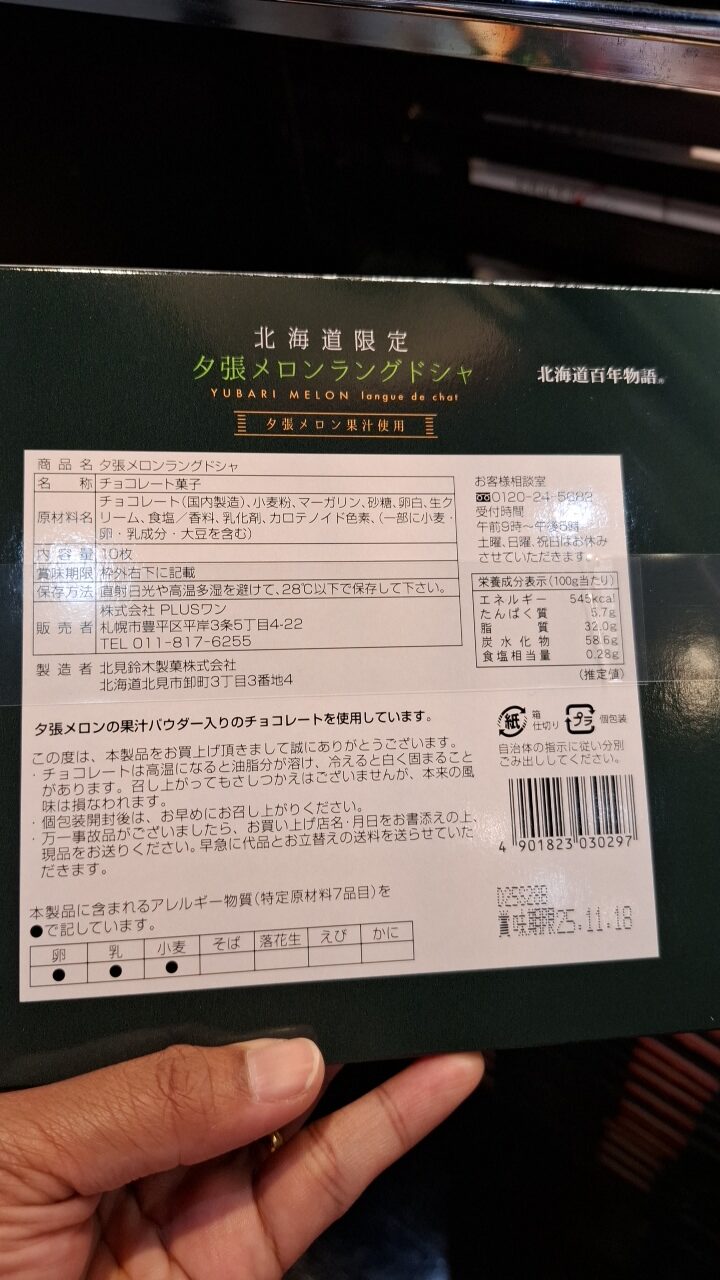 北海道限定
夕張メロンラングドシャ
YUBARI MELON langue de chat
夕張メロン果汁使用
北海道百年物語®
商品名 夕張メロンラングドシャ
名称 チョコレート菓子
原材料名 チョコレート(国内製造)、小麦粉、マーガリン、砂糖、卵白、生ク
リーム、食塩/香料、乳化剤、カロテノイド色素、(一部に小麦・
卵・乳成分・大豆を含む)
内容量 10枚
賞味期限 枠外右下に記載
保存方法 直射日光や高温多湿を避けて、28℃以下で保存して下さい。
販売者 株式会社 PLUSワン
札幌市豊平区平岸3条5丁目4-22
TEL 011-817-6255
製造者 北見鈴木製菓株式会社
北海道北見市卸町3丁目3番地4
お客様相談室
0120-24-5682
受付時間
午前9時~午後5時
土曜、日曜、祝日はお休み
させていただきます。
栄養成分表示(100g当たり)
エネルギー 545kcal
たんぱく質 5.7g
脂質 32.0g
炭水化物 58.6g
食塩相当量 0.28g
(推定値)
夕張メロンの果汁パウダー入りのチョコレートを使用しています。
この度は、本製品をお買上げ頂きまして誠にありがとうございます。
・チョコレートは高温になると油脂分が溶け、冷えると白く固まること
があります。召し上がってもさしつかえはございませんが、本来の風
味は損なわれます。
・個包装開封後は、お早めにお召し上がりください。
・万一事故品がございましたら、お買い上げ店名・月日をお書添えの上、
現品をお送りください。早急に代品とお立替えの送料を送らせていた
だきます。
紙 箱
仕切り
プラ 個包装
自治体の指示に従い分別
ごみ出ししてください。
4 901823 030297
本製品に含まれるアレルギー物質(特定原材料7品目)を
●で記しています。
卵 乳 小麦 そば 落花生 えび かに
● ● ●
D25S28B
賞味期限25.11.18